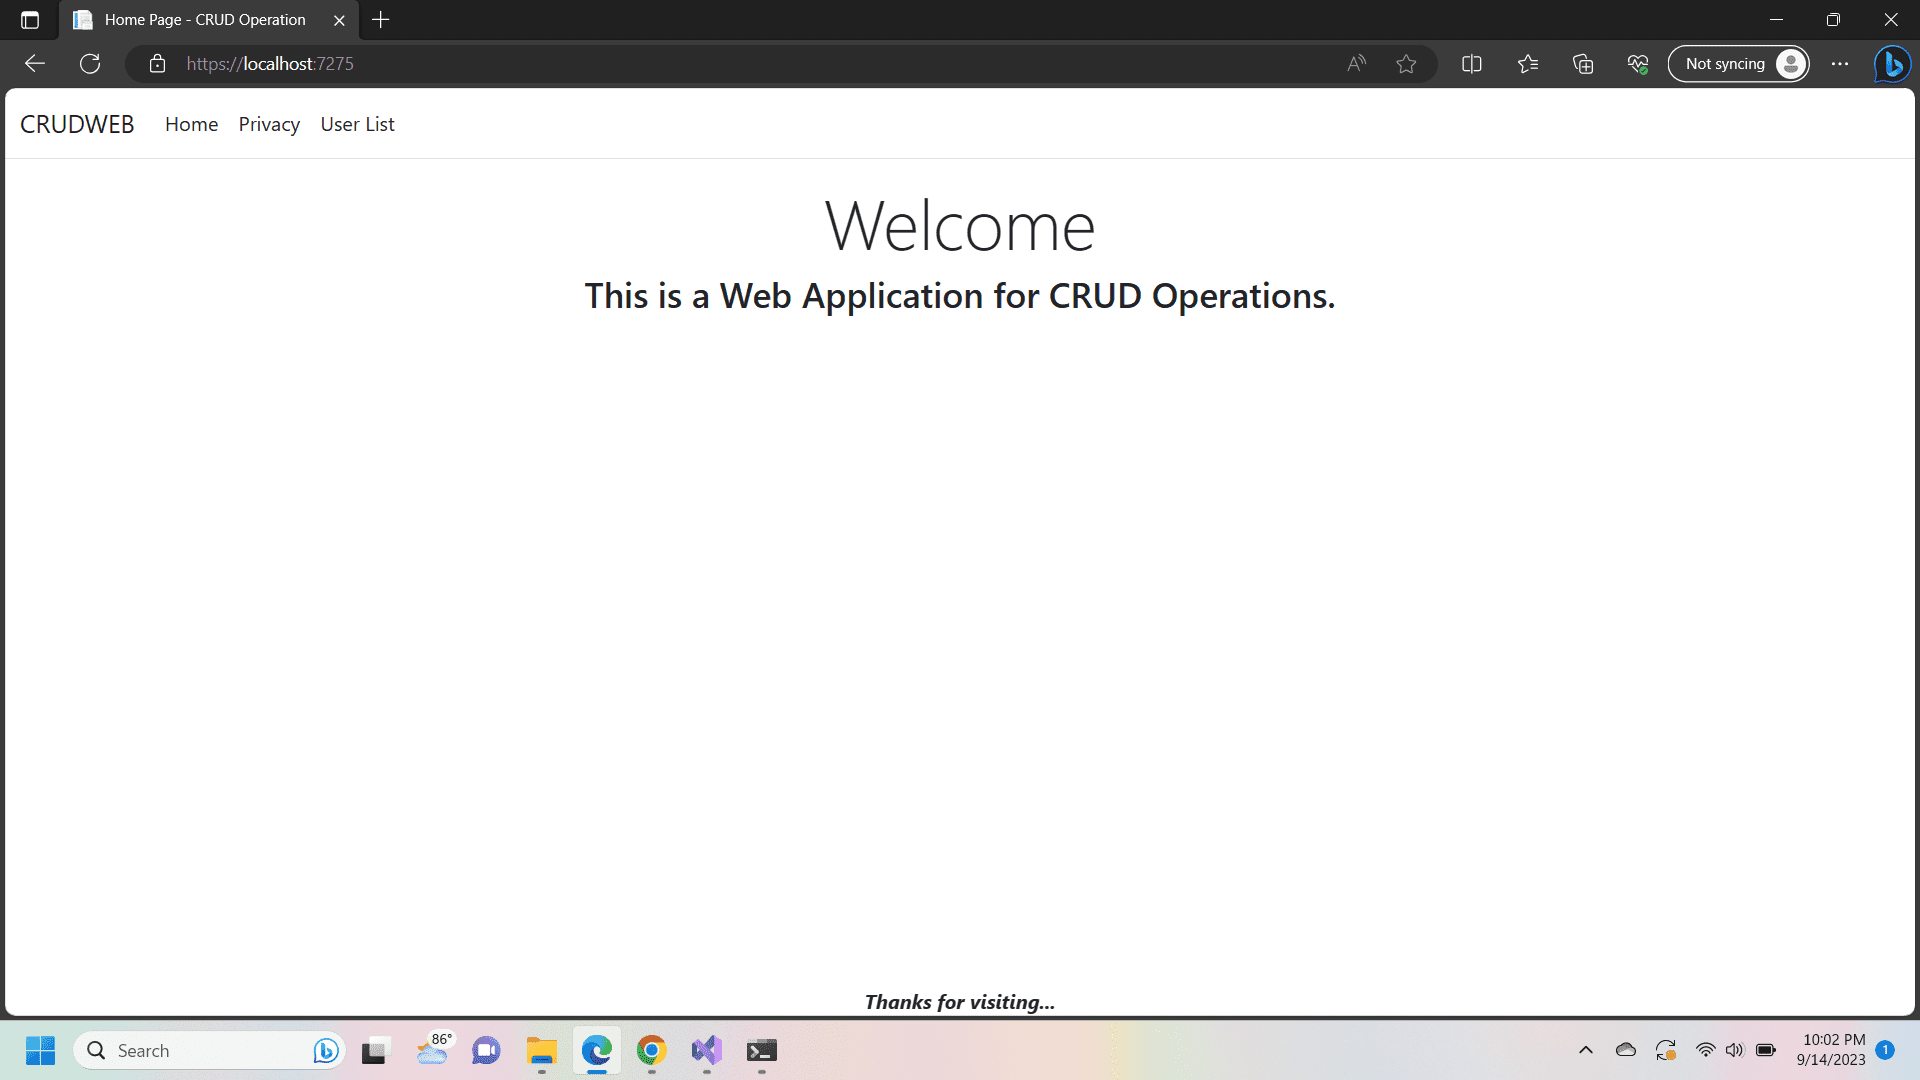 Home Page - CRUD Operation
https://localhost:7275
Not syncing
CRUDWEB Home Privacy User List
Welcome
This is a Web Application for CRUD Operations.
Thanks for visiting...
Search
86°
10:02 PM
9/14/2023
1